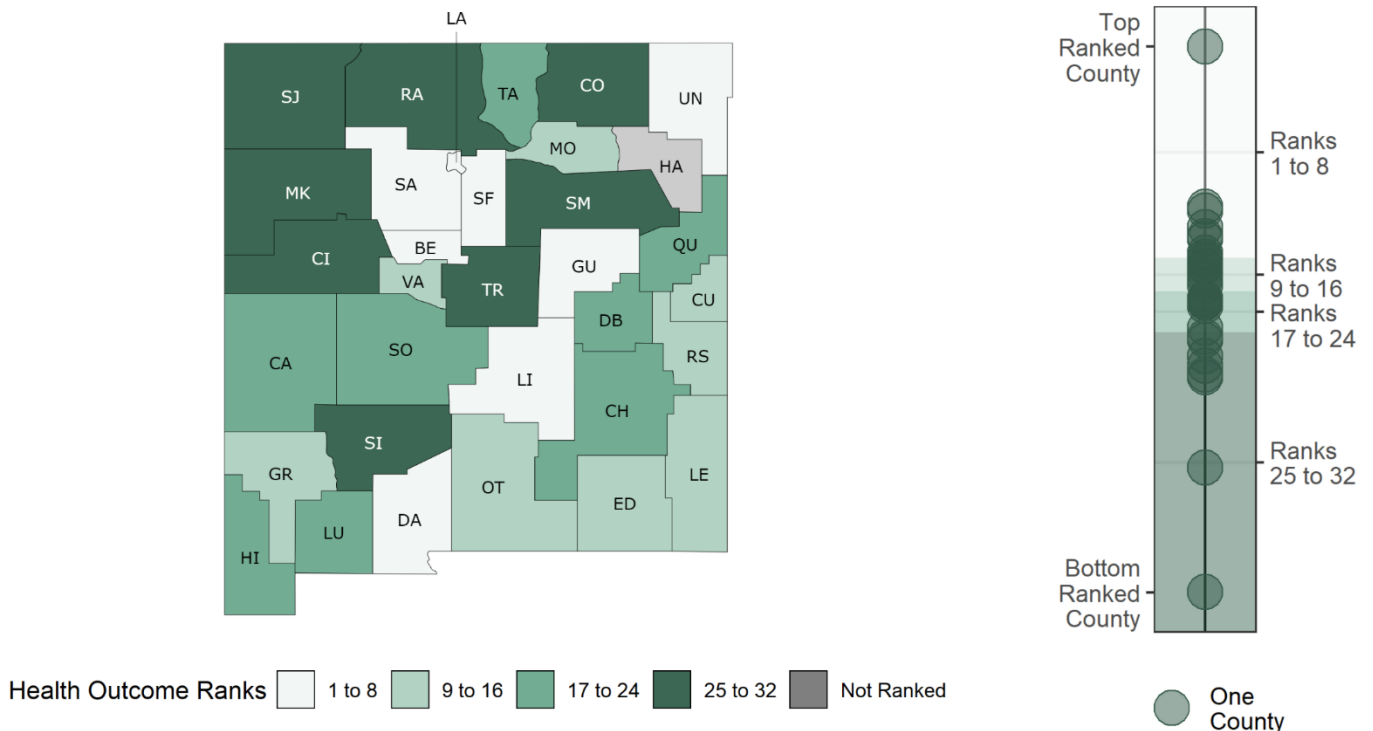 LA
SJ
RA
TA
CO
UN
MO
HA
MK
SA
SF
SM
CI
BE
QU
VA
TR
GU
CU
DB
SO
RS
CA
LI
CH
SI
GR
OT
LE
ED
DA
LU
HI
Health Outcome Ranks
1 to 8
9 to 16
17 to 24
25 to 32
Not Ranked
Top
Ranked
County
Ranks
1 to 8
Ranks
9 to 16
Ranks
17 to 24
Ranks
25 to 32
Bottom
Ranked
County
One
County